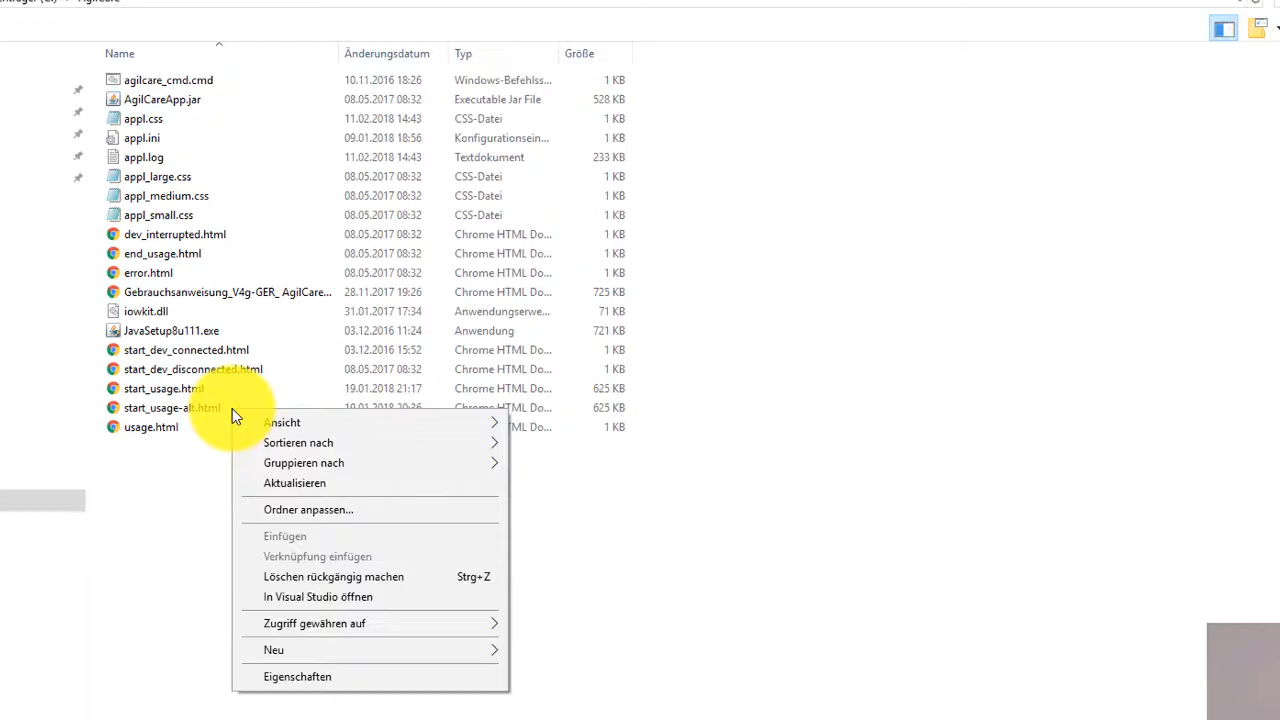 Name Änderungsdatum Typ Größe
agilcare_cmd.cmd 10.11.2016 18:26 Windows-Befehlss... 1 KB
AgilCareApp.jar 08.05.2017 08:32 Executable Jar File 528 KB
appl.css 11.02.2018 14:43 CSS-Datei 1 KB
appl.ini 09.01.2018 18:56 Konfigurationsein... 1 KB
appl.log 11.02.2018 14:43 Textdokument 233 KB
appl_large.css 08.05.2017 08:32 CSS-Datei 1 KB
appl_medium.css 08.05.2017 08:32 CSS-Datei 1 KB
appl_small.css 08.05.2017 08:32 CSS-Datei 1 KB
dev_interrupted.html 08.05.2017 08:32 Chrome HTML Do... 1 KB
end_usage.html 08.05.2017 08:32 Chrome HTML Do... 1 KB
error.html 08.05.2017 08:32 Chrome HTML Do... 1 KB
Gebrauchsanweisung_V4g-GER_ AgilCare... 28.11.2017 19:26 Chrome HTML Do... 725 KB
iowkit.dll 31.01.2017 17:34 Anwendungserwe... 71 KB
JavaSetup8u111.exe 03.12.2016 11:24 Anwendung 721 KB
start_dev_connected.html 03.12.2016 15:52 Chrome HTML Do... 1 KB
start_dev_disconnected.html 08.05.2017 08:32 Chrome HTML Do... 1 KB
start_usage.html 19.01.2018 21:17 Chrome HTML Do... 625 KB
start_usage-alt.html 19.01.2018 20:36 Chrome HTML Do... 625 KB
usage.html ML Do... 1 KB
Ansicht
Sortieren nach
Gruppieren nach
Aktualisieren
Ordner anpassen...
Einfügen
Verknüpfung einfügen
Löschen rückgängig machen Strg+Z
In Visual Studio öffnen
Zugriff gewähren auf
Neu
Eigenschaften